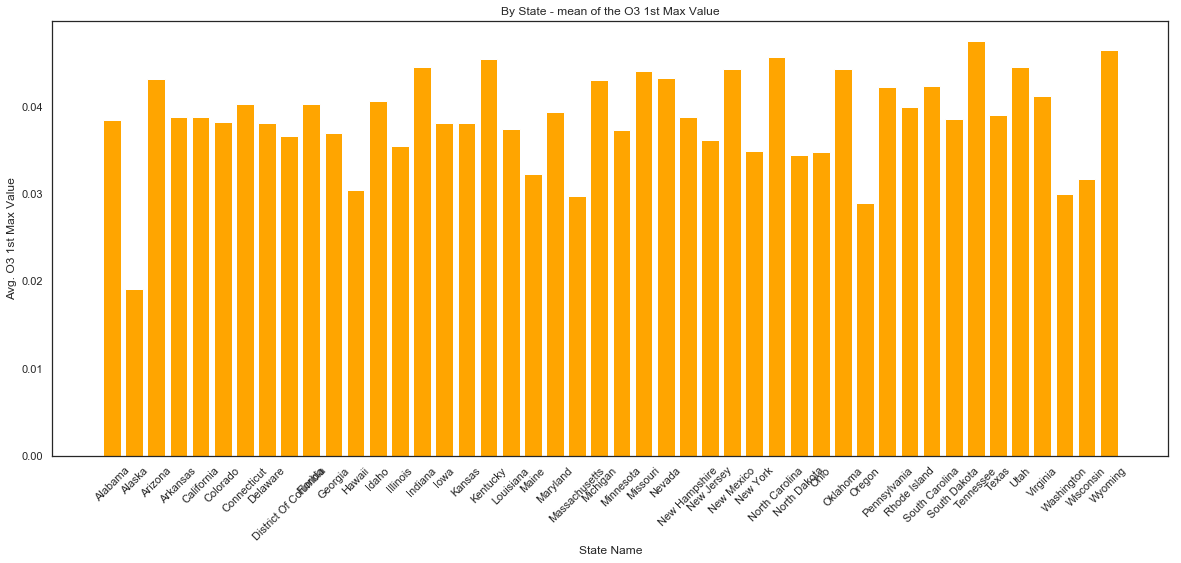 By State - mean of the O3 1st Max Value
Avg. O3 1st Max Value
0.04
0.03
0.02
0.01
0.00
Alabama
Alaska
Arizona
Arkansas
California
Colorado
Connecticut
Delaware
District Of Columbia
Florida
Georgia
Hawaii
Idaho
Illinois
Indiana
Iowa
Kansas
Kentucky
Louisiana
Maine
Maryland
Massachusetts
Michigan
Minnesota
Missouri
Nevada
New Hampshire
New Jersey
New Mexico
New York
North Carolina
North Dakota
Ohio
Oklahoma
Oregon
Pennsylvania
Rhode Island
South Carolina
South Dakota
Tennessee
Texas
Utah
Virginia
Washington
Wisconsin
Wyoming
State Name